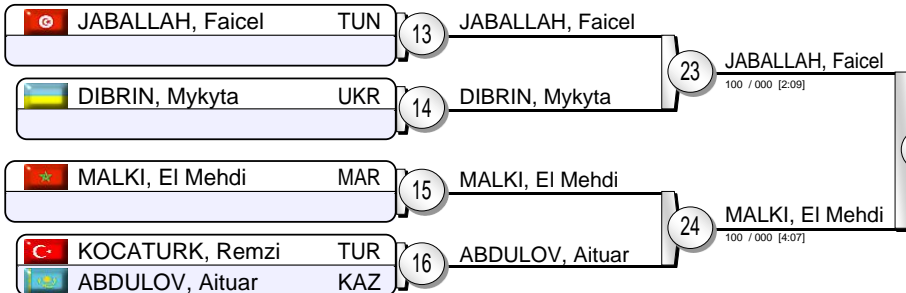 JABALLAH, Faicel TUN
13
JABALLAH, Faicel
23
JABALLAH, Faicel
100 / 000 [2:09]
DIBRIN, Mykyta UKR
14
DIBRIN, Mykyta
MALKI, El Mehdi MAR
15
MALKI, El Mehdi
24
MALKI, El Mehdi
100 / 000 [4:07]
KOCATURK, Remzi TUR
16
ABDULOV, Aituar
ABDULOV, Aituar KAZ